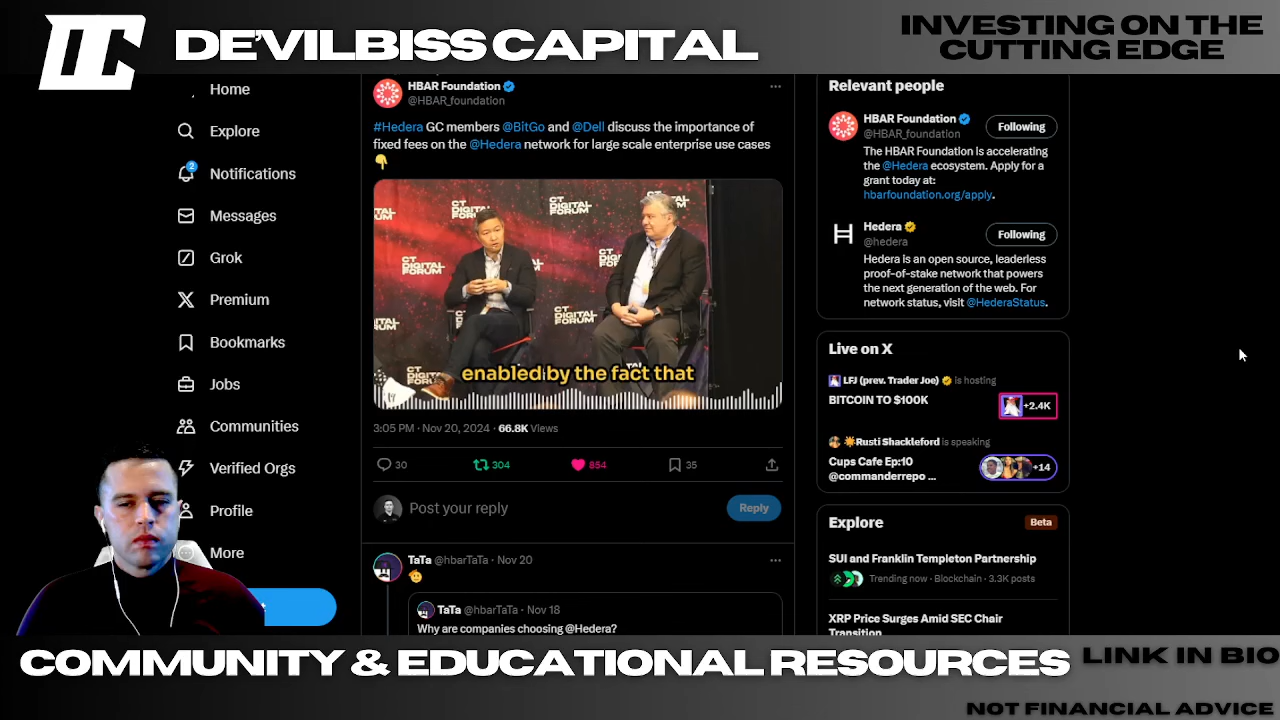 DE'VILBISS CAPITAL
INVESTING ON THE
CUTTING EDGE
Home
Explore
2
Notifications
Messages
Grok
Premium
Bookmarks
Jobs
Communities
Verified Orgs
Profile
More
HBAR Foundation
@HBAR_foundation
#Hedera GC members @BitGo and @Dell discuss the importance of
fixed fees on the @Hedera network for large scale enterprise use cases
CT
DIGITAL
FORUM
enabled by the fact that
3:05 PM · Nov 20, 2024 · 66.8K Views
30
304
854
35
Post your reply
Reply
TaTa @hbarTaTa · Nov 20
TaTa @hbarTaTa · Nov 18
Why are companies choosing @Hedera?
Relevant people
HBAR Foundation
@HBAR_foundation
Following
The HBAR Foundation is accelerating
the @Hedera ecosystem. Apply for a
grant today at:
hbarfoundation.org/apply.
Hedera
@hedera
Following
Hedera is an open source, leaderless
proof-of-stake network that powers
the next generation of the web. For
network status, visit @HederaStatus.
Live on X
LFJ (prev. Trader Joe) is hosting
BITCOIN TO $100K
+2.4K
Rusti Shackleford is speaking
Cups Cafe Ep:10
@commanderrepo ...
+14
Explore
Beta
SUI and Franklin Templeton Partnership
Trending now · Blockchain · 3.3K posts
XRP Price Surges Amid SEC Chair
Transition
COMMUNITY & EDUCATIONAL RESOURCES
LINK IN BIO
NOT FINANCIAL ADVICE